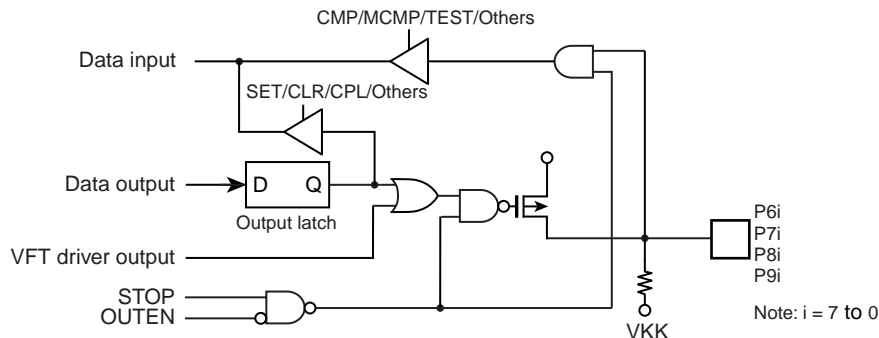 CMP/MCMP/TEST/Others
Data input
SET/CLR/CPL/Others
Data output
D
Q
Output latch
VFT driver output
STOP
OUTEN
VKK
P6i
P7i
P8i
P9i
Note: i = 7 to 0